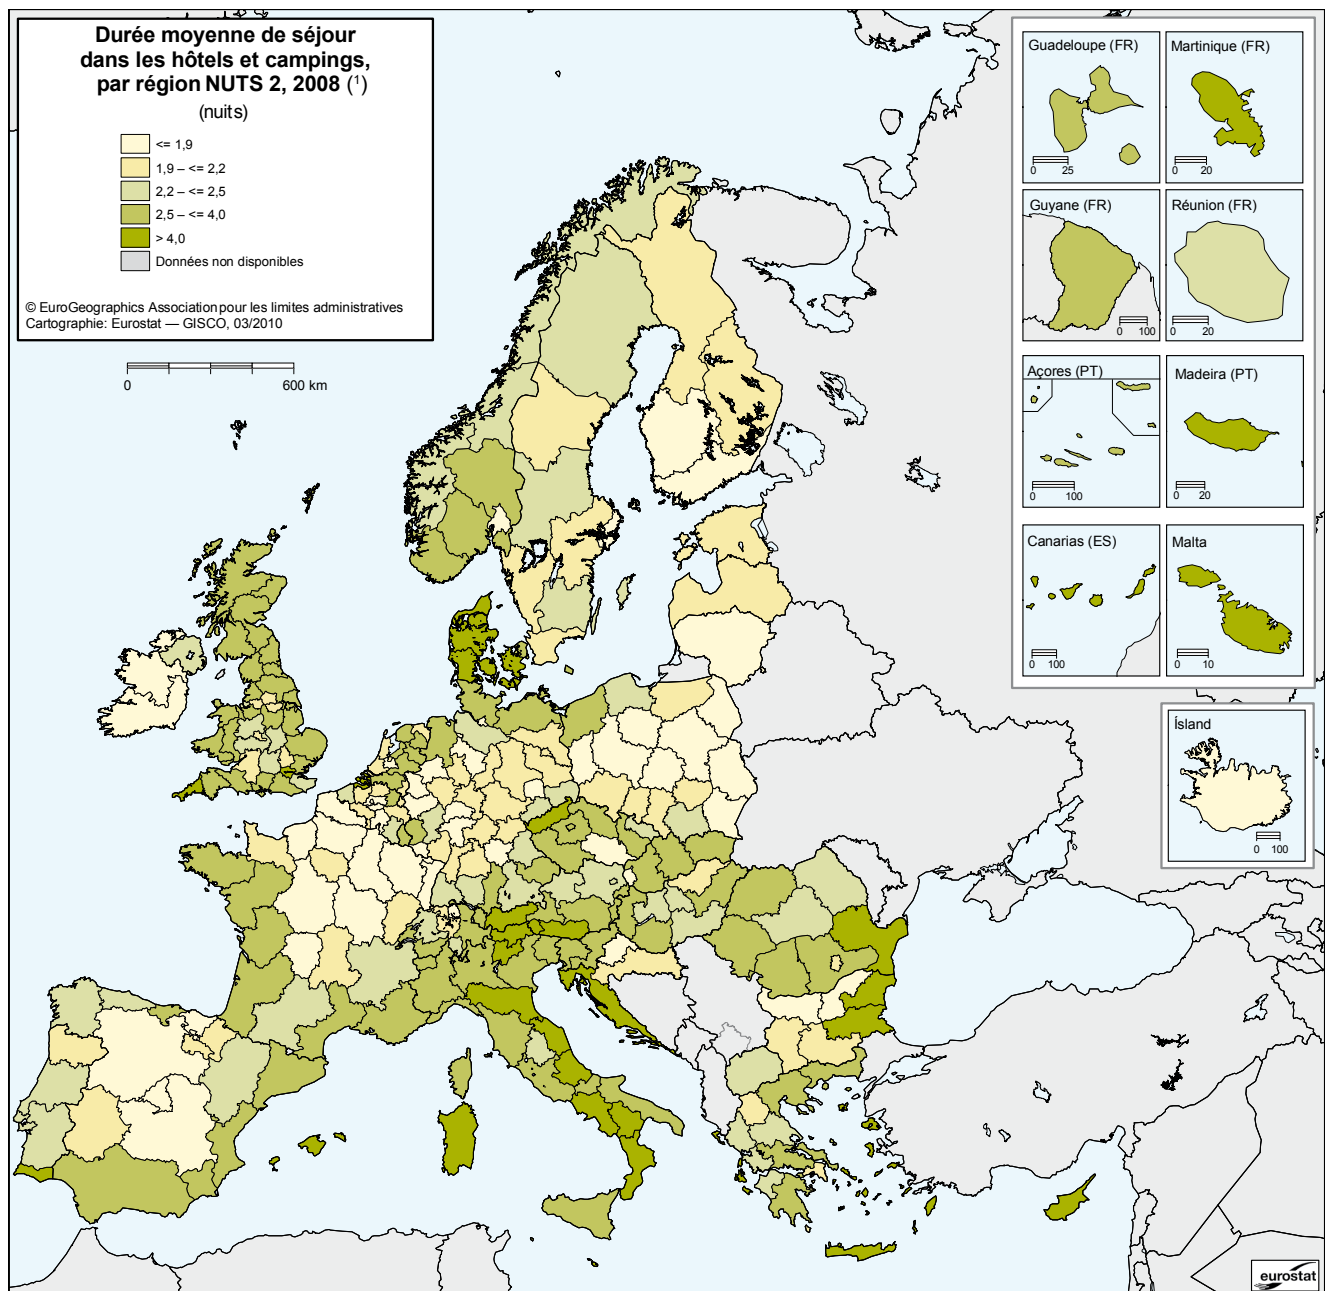 Durée moyenne de séjour
dans les hôtels et campings,
par région NUTS 2, 2008 (¹)
(nuits)
<= 1,9
1,9 – <= 2,2
2,2 – <= 2,5
2,5 – <= 4,0
> 4,0
Données non disponibles
© EuroGeographics Association pour les limites administratives
Cartographie: Eurostat — GISCO, 03/2010
0 600 km
Guadeloupe (FR)
0 25
Martinique (FR)
0 20
Guyane (FR)
0 100
Réunion (FR)
0 20
Açores (PT)
0 100
Madeira (PT)
0 20
Canarias (ES)
0 100
Malta
0 10
Ísland
0 100
eurostat